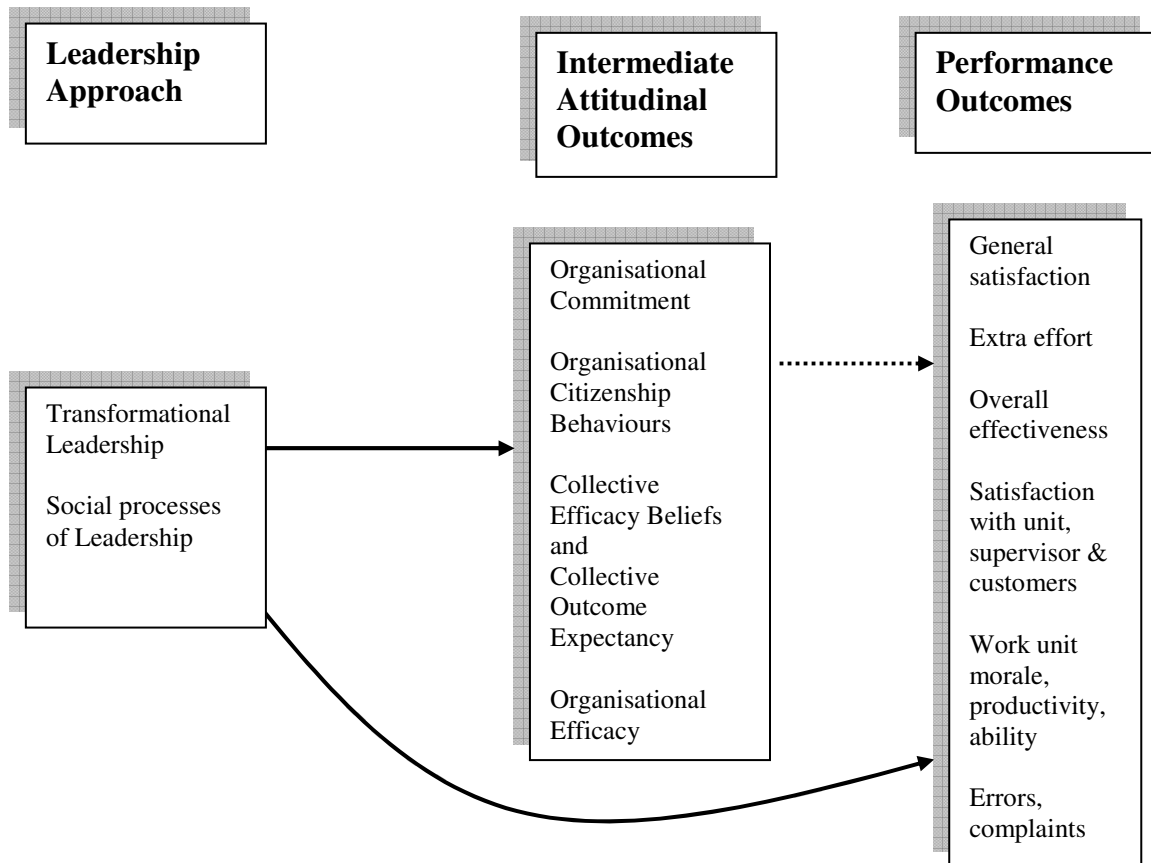 Leadership
Approach
Intermediate
Attitudinal
Outcomes
Performance
Outcomes
Transformational
Leadership
Social processes
of Leadership
Organisational
Commitment
Organisational
Citizenship
Behaviours
Collective
Efficacy Beliefs
and
Collective
Outcome
Expectancy
Organisational
Efficacy
General
satisfaction
Extra effort
Overall
effectiveness
Satisfaction
with unit,
supervisor &
customers
Work unit
morale,
productivity,
ability
Errors,
complaints